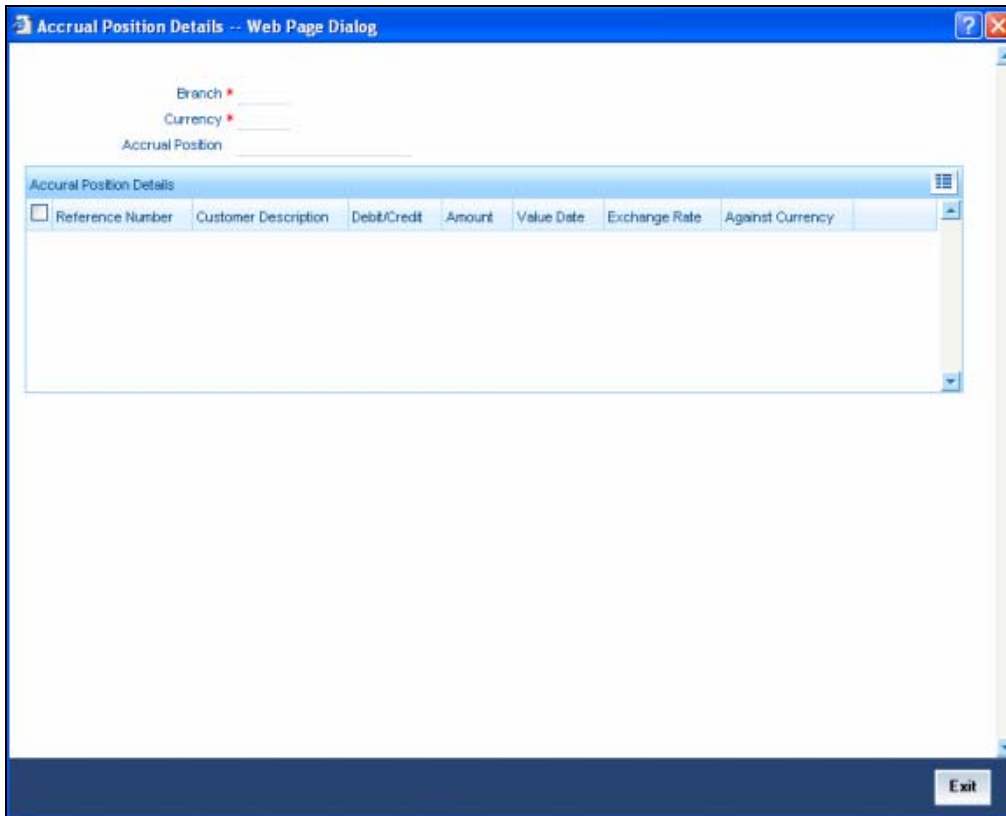 Accrual Position Details -- Web Page Dialog
Branch *
Currency *
Accrual Position
Accural Position Details
Reference Number Customer Description Debit/Credit Amount Value Date Exchange Rate Against Currency
Exit